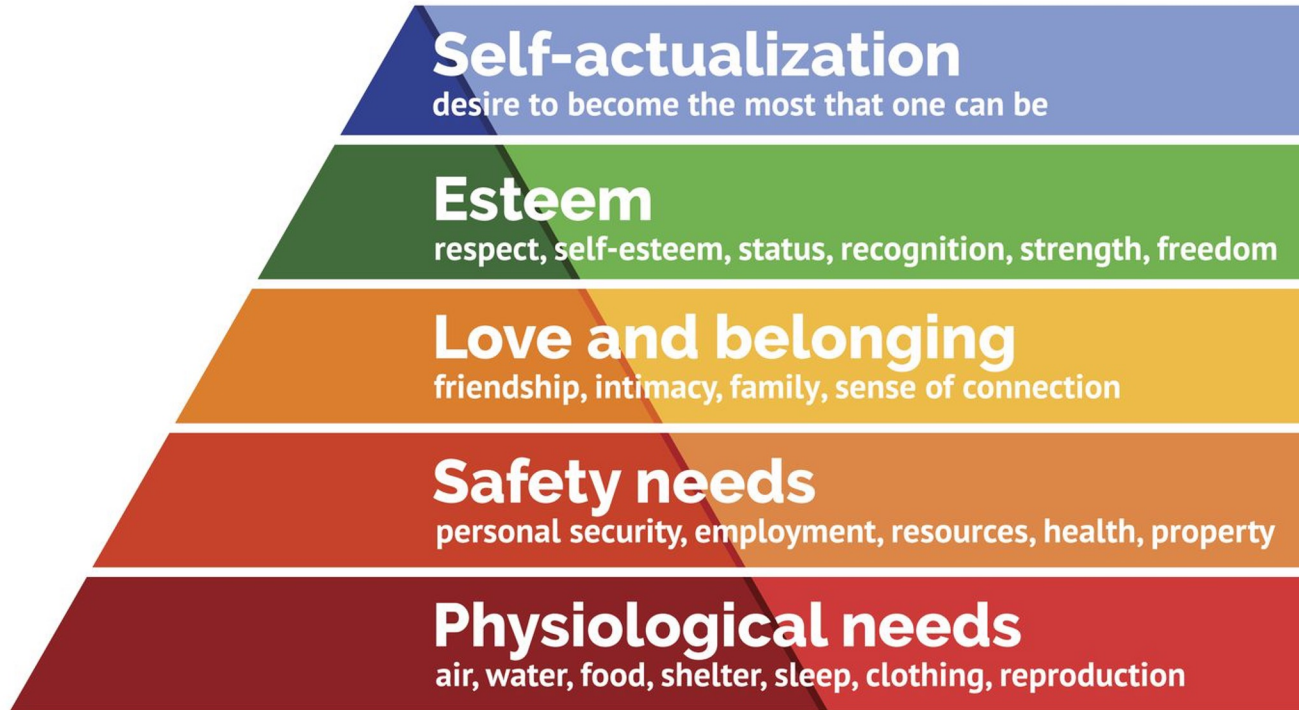 Self-actualization
desire to become the most that one can be
Esteem
respect, self-esteem, status, recognition, strength, freedom
Love and belonging
friendship, intimacy, family, sense of connection
Safety needs
personal security, employment, resources, health, property
Physiological needs
air, water, food, shelter, sleep, clothing, reproduction